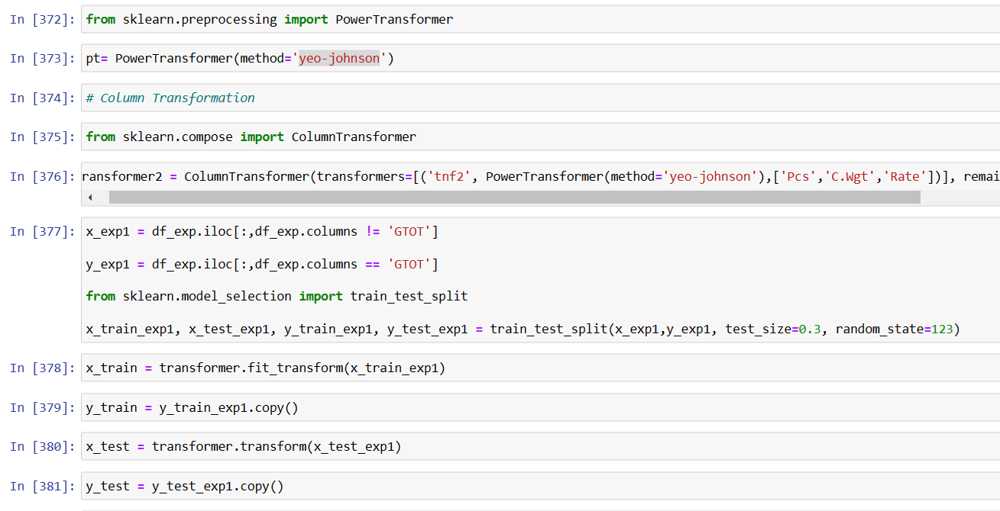 In [372]: from sklearn.preprocessing import PowerTransformer
In [373]: pt= PowerTransformer(method='yeo-johnson')
In [374]: # Column Transformation
In [375]: from sklearn.compose import ColumnTransformer
In [376]: ransformer2 = ColumnTransformer(transformers=[('tnf2', PowerTransformer(method='yeo-johnson'),['Pcs','C.Wgt','Rate'])], remai
In [377]: x_exp1 = df_exp.iloc[:,df_exp.columns != 'GTOT']
y_exp1 = df_exp.iloc[:,df_exp.columns == 'GTOT']
from sklearn.model_selection import train_test_split
x_train_exp1, x_test_exp1, y_train_exp1, y_test_exp1 = train_test_split(x_exp1,y_exp1, test_size=0.3, random_state=123)
In [378]: x_train = transformer.fit_transform(x_train_exp1)
In [379]: y_train = y_train_exp1.copy()
In [380]: x_test = transformer.transform(x_test_exp1)
In [381]: y_test = y_test_exp1.copy()